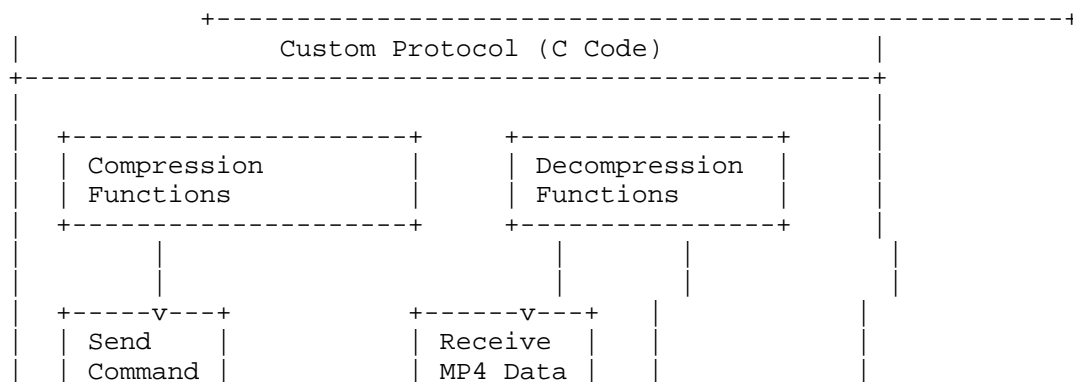 Custom Protocol (C Code)
Compression Decompression
Functions Functions
v v
Send Receive
Command MP4 Data